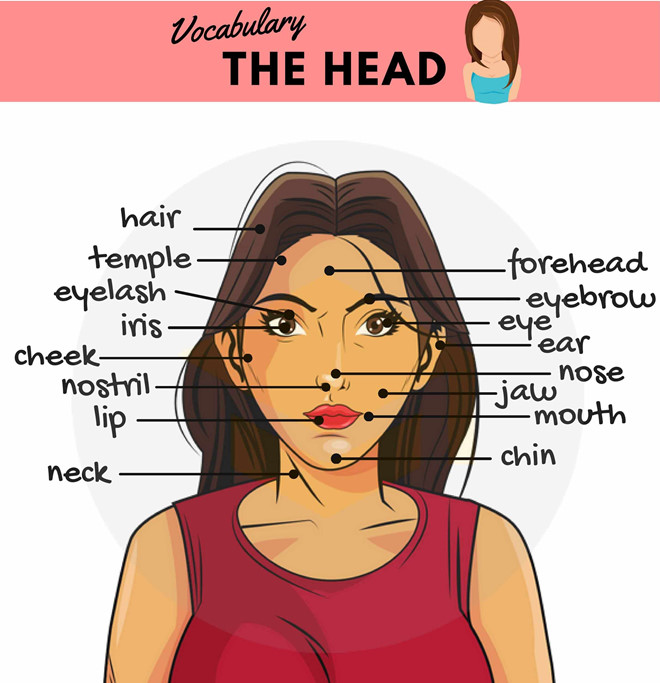 Vocabulary
THE HEAD
hair
temple
eyelash
iris
cheek
nostril
lip
neck
forehead
eyebrow
eye
ear
nose
jaw
mouth
chin